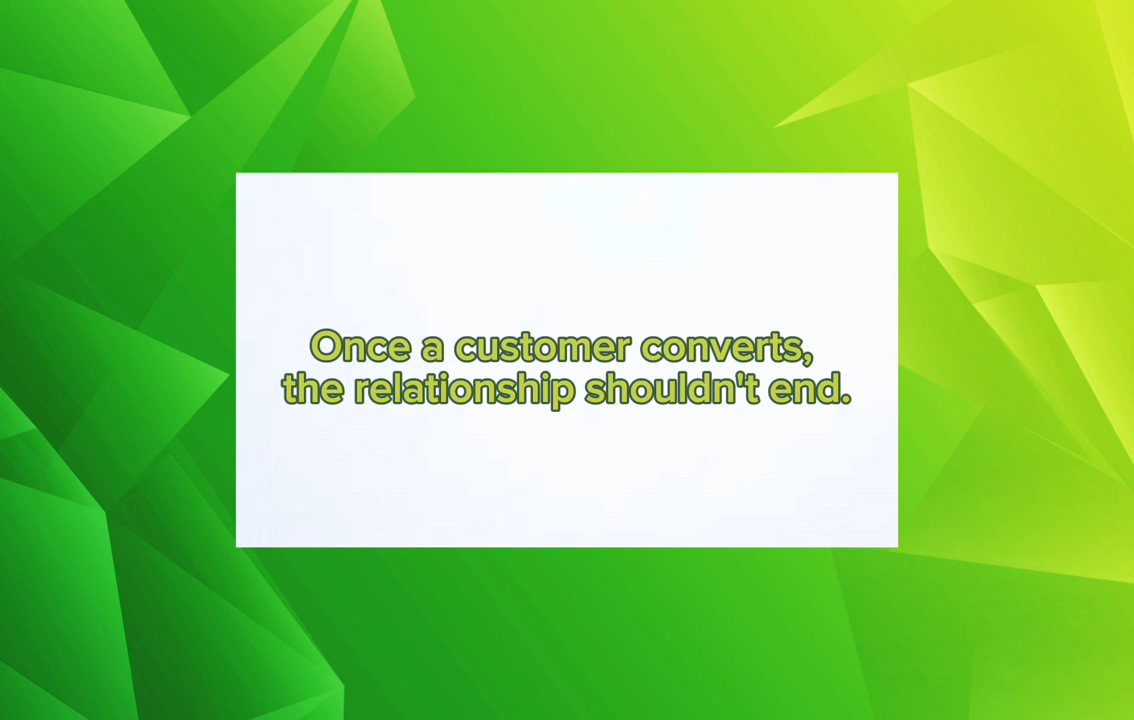 Once a customer converts,
the relationship shouldn't end.